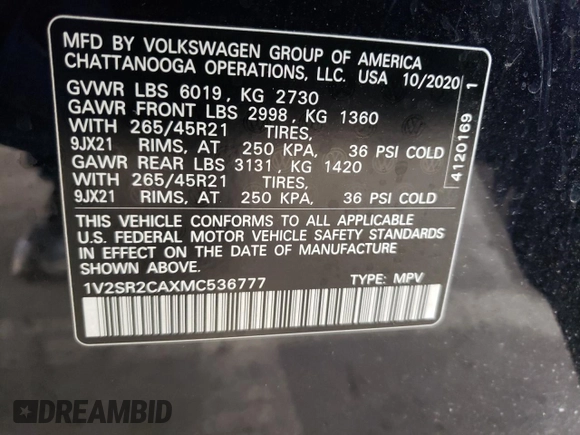 MFD BY VOLKSWAGEN GROUP OF AMERICA
CHATTANOOGA OPERATIONS, LLC. USA 10/2020
GVWR LBS 6019, KG 2730
GAWR FRONT LBS 2998, KG 1360
WITH 265/45R21 TIRES,
9JX21 RIMS, AT 250 KPA, 36 PSI COLD
GAWR REAR LBS 3131, KG 1420
WITH 265/45R21 TIRES,
9JX21 RIMS, AT 250 KPA, 36 PSI COLD
THIS VEHICLE CONFORMS TO ALL APPLICABLE
U.S. FEDERAL MOTOR VEHICLE SAFETY STANDARDS
IN EFFECT ON THE DATE OF MANUFACTURE
SHOWN ABOVE.
1V2SR2CAXMC536777 TYPE: MPV
4120169 1
DREAMBID